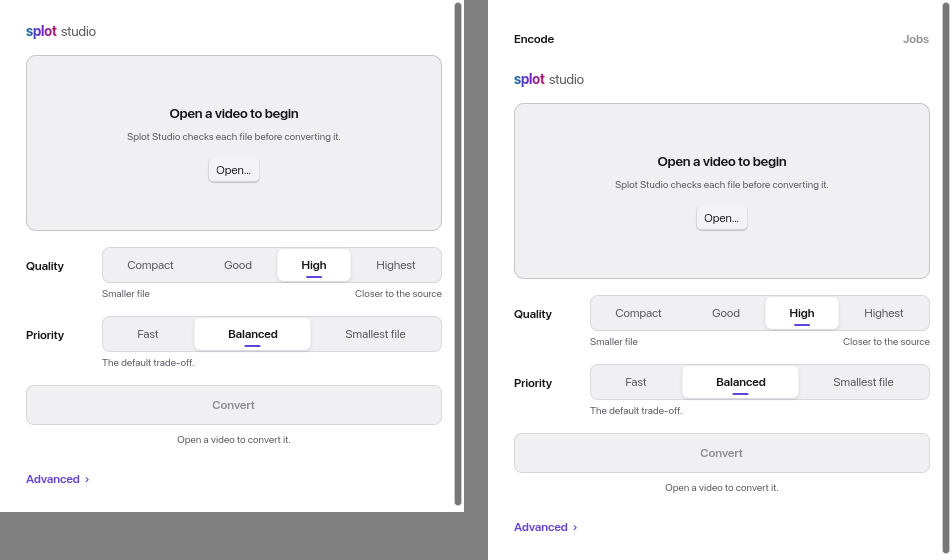 splot studio
Open a video to begin
Splot Studio checks each file before converting it.
Open...
Quality
Compact Good High Highest
Smaller file Closer to the source
Priority
Fast Balanced Smallest file
The default trade-off.
Convert
Open a video to convert it.
Advanced ›
Encode Jobs
splot studio
Open a video to begin
Splot Studio checks each file before converting it.
Open...
Quality
Compact Good High Highest
Smaller file Closer to the source
Priority
Fast Balanced Smallest file
The default trade-off.
Convert
Open a video to convert it.
Advanced ›